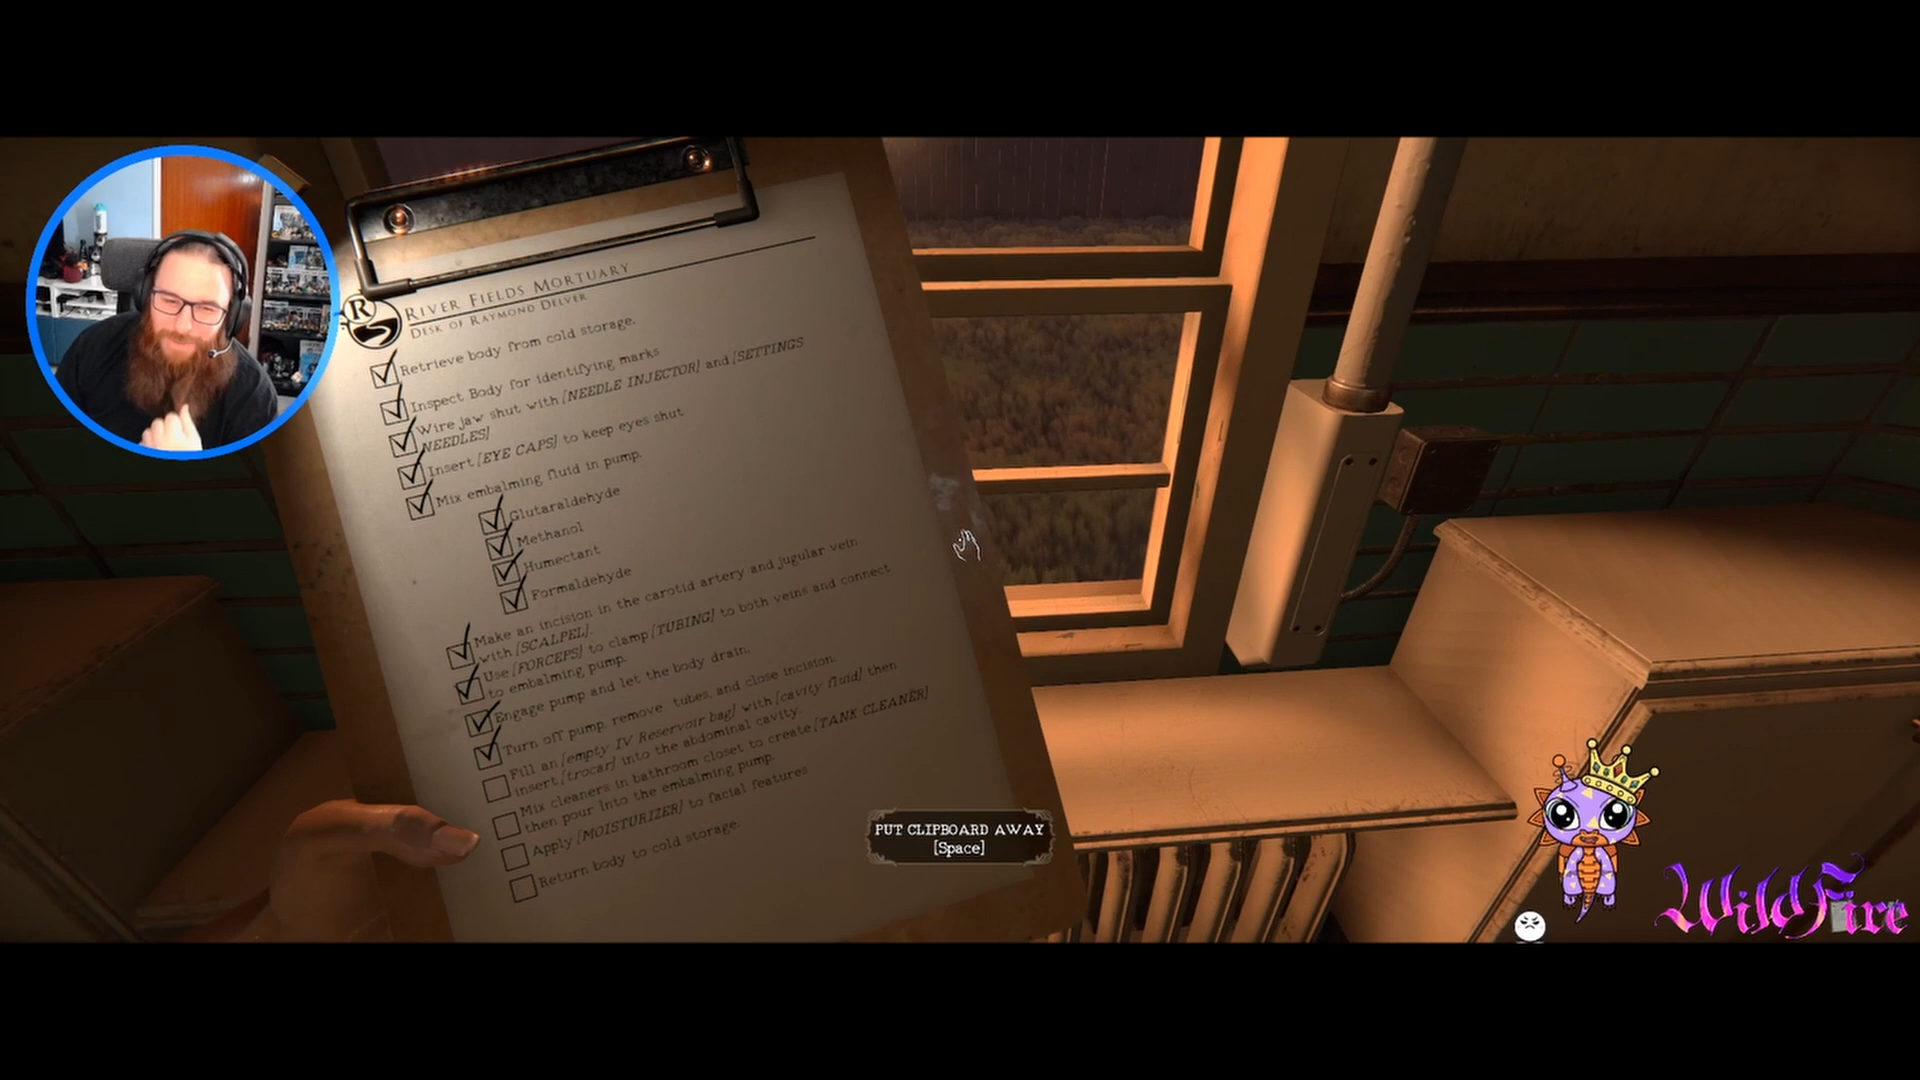 R
RIVER FIELDS MORTUARY
DESK OF RAYMOND DELVER
Retrieve body from cold storage.
Inspect Body for identifying marks
Wire jaw shut with [NEEDLE INJECTOR] and [SETTINGS
NEEDLES]
Insert [EYE CAPS] to keep eyes shut
Mix embalming fluid in pump.
Glutaraldehyde
Methanol
Humectant
Formaldehyde
Make an incision in the carotid artery and jugular vein
with [SCALPEL].
Use [FORCEPS] to clamp [TUBING] to both veins and connect
to embalming pump.
Engage pump and let the body drain.
Turn off pump, remove tubes, and close incision.
Fill an [empty IV Reservoir bag] with [cavity fluid] then
insert [trocar] into the abdominal cavity.
Mix cleaners in bathroom closet to create [TANK CLEANER]
then pour into the embalming pump.
Apply [MOISTURIZER] to facial features
Return body to cold storage.
PUT CLIPBOARD AWAY
[Space]
WildFire